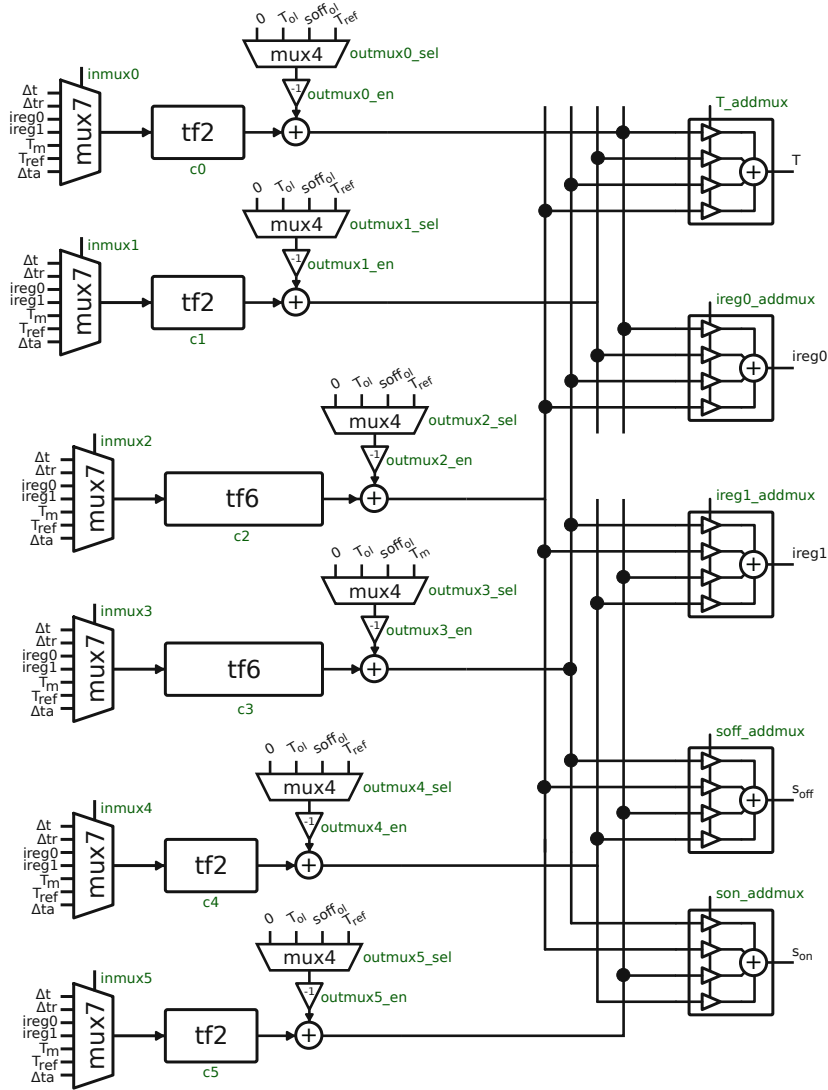 0 Tol soffol Tref
mux4 outmux0_sel
-1 outmux0_en
inmux0
Δt
Δtr
ireg0
ireg1
Tm
Tref
Δta
mux7
tf2
c0
+
T_addmux
+
T
0 Tol soffol Tref
mux4 outmux1_sel
-1 outmux1_en
inmux1
Δt
Δtr
ireg0
ireg1
Tm
Tref
Δta
mux7
tf2
c1
+
ireg0_addmux
+
ireg0
0 Tol soffol Tref
mux4 outmux2_sel
-1 outmux2_en
inmux2
Δt
Δtr
ireg0
ireg1
Tm
Tref
Δta
mux7
tf6
c2
+
ireg1_addmux
+
ireg1
0 Tol soffol Tm
mux4 outmux3_sel
-1 outmux3_en
inmux3
Δt
Δtr
ireg0
ireg1
Tm
Tref
Δta
mux7
tf6
c3
+
soff_addmux
+
soff
0 Tol soffol Tref
mux4 outmux4_sel
-1 outmux4_en
inmux4
Δt
Δtr
ireg0
ireg1
Tm
Tref
Δta
mux7
tf2
c4
+
son_addmux
+
son
0 Tol soffol Tref
mux4 outmux5_sel
-1 outmux5_en
inmux5
Δt
Δtr
ireg0
ireg1
Tm
Tref
Δta
mux7
tf2
c5
+